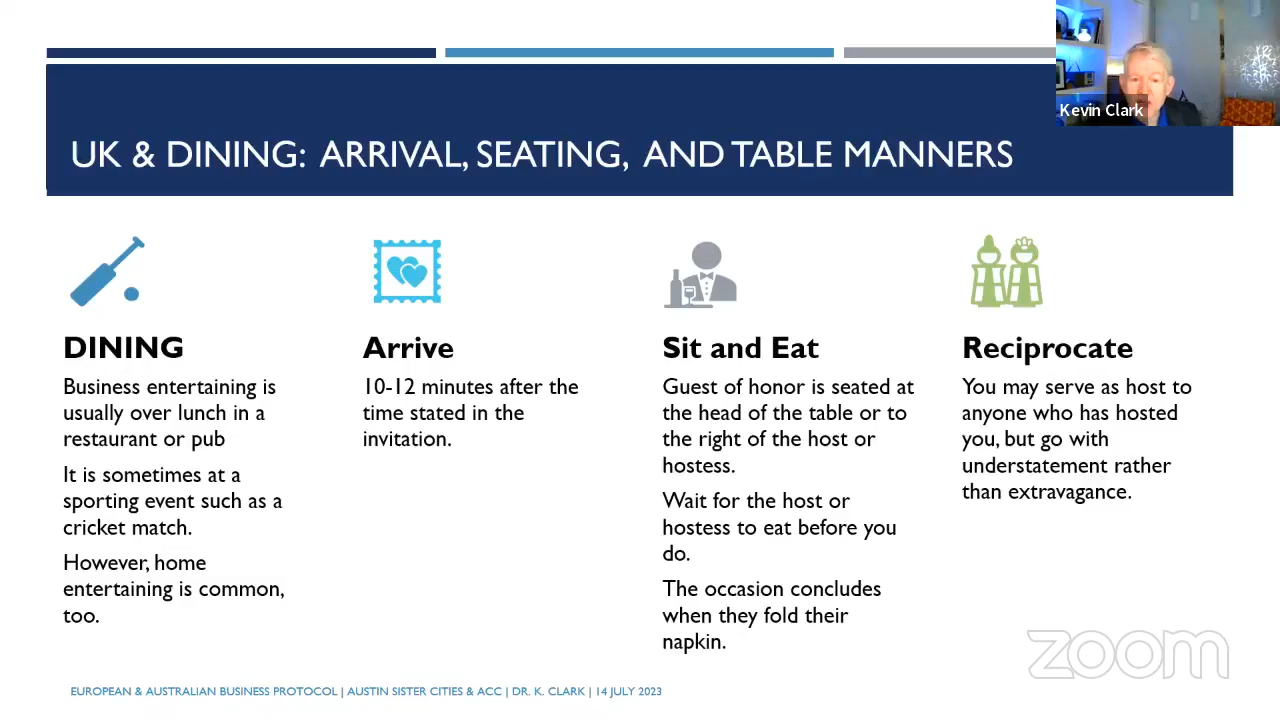 Kevin Clark
UK & DINING: ARRIVAL, SEATING, AND TABLE MANNERS
DINING
Business entertaining is
usually over lunch in a
restaurant or pub
It is sometimes at a
sporting event such as a
cricket match.
However, home
entertaining is common,
too.
Arrive
10-12 minutes after the
time stated in the
invitation.
Sit and Eat
Guest of honor is seated at
the head of the table or to
the right of the host or
hostess.
Wait for the host or
hostess to eat before you
do.
The occasion concludes
when they fold their
napkin.
Reciprocate
You may serve as host to
anyone who has hosted
you, but go with
understatement rather
than extravagance.
zoom
EUROPEAN & AUSTRALIAN BUSINESS PROTOCOL | AUSTIN SISTER CITIES & ACC | DR. K. CLARK | 14 JULY 2023